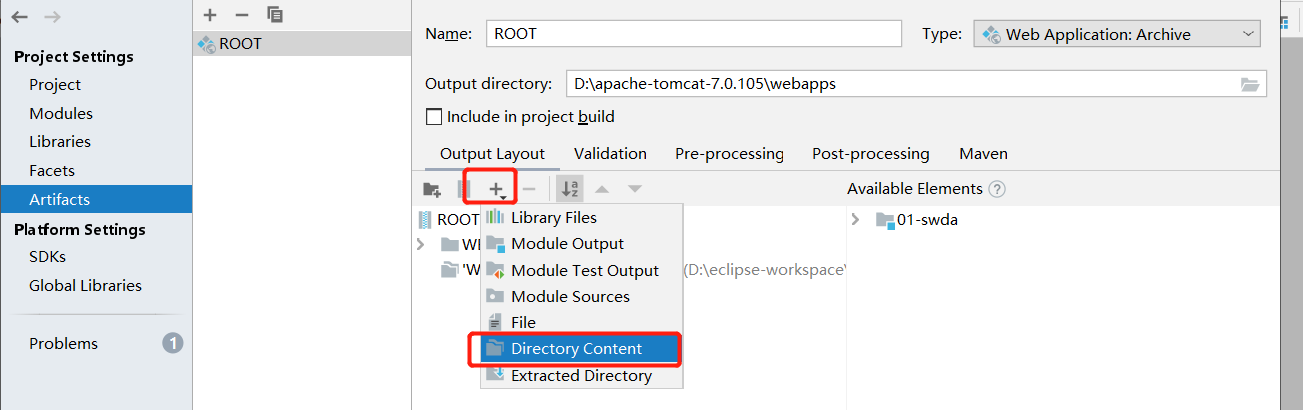 Project Settings
Project
Modules
Libraries
Facets
Artifacts
Platform Settings
SDKs
Global Libraries
Problems 1
ROOT
Name: ROOT Type: Web Application: Archive
Output directory: D:\apache-tomcat-7.0.105\webapps
Include in project build
Output Layout Validation Pre-processing Post-processing Maven
Available Elements ?
ROOT
WE
'W (D:\eclipse-workspace\
Library Files
Module Output
Module Test Output
Module Sources
File
Directory Content
Extracted Directory
01-swda